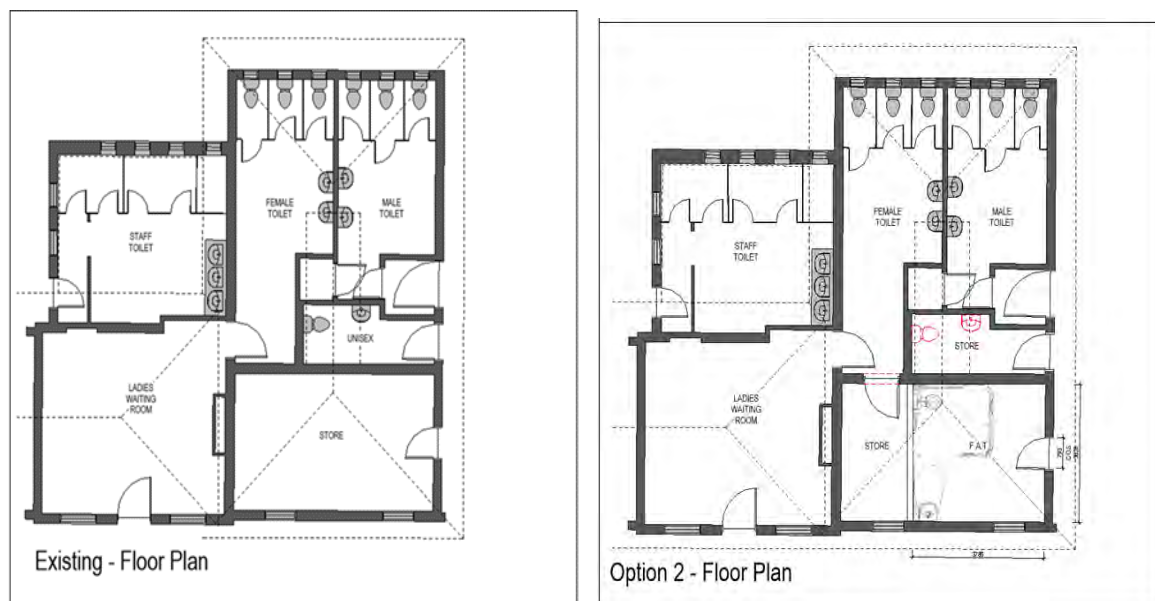 FEMALE
TOILET
MALE
TOILET
STAFF
TOILET
UNISEX
LADIES
WAITING
ROOM
STORE
Existing - Floor Plan
FEMALE
TOILET
MALE
TOILET
STAFF
TOILET
STORE
LADIES
WAITING
ROOM
STORE
F.A.T
Option 2 - Floor Plan